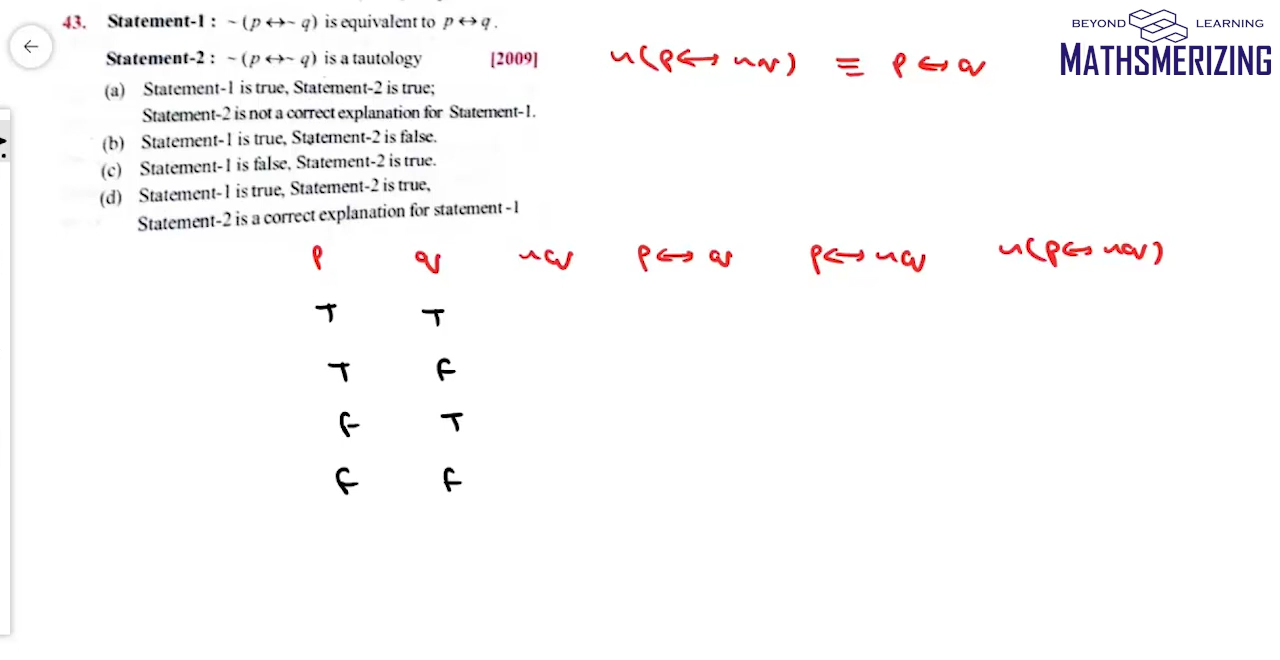 43. Statement-1 : ~ (p ↔ ~ q) is equivalent to p ↔ q .
Statement-2 : ~ (p ↔ ~ q) is a tautology [2009]
(a) Statement-1 is true, Statement-2 is true;
Statement-2 is not a correct explanation for Statement-1.
(b) Statement-1 is true, Statement-2 is false.
(c) Statement-1 is false, Statement-2 is true.
(d) Statement-1 is true, Statement-2 is true,
Statement-2 is a correct explanation for statement -1
~(p ↔ ~q) ≡ p ↔ q
BEYOND LEARNING
MATHSMERIZING
p q ~q p ↔ q p ↔ ~q ~(p ↔ ~q)
T T
T F
F T
F F